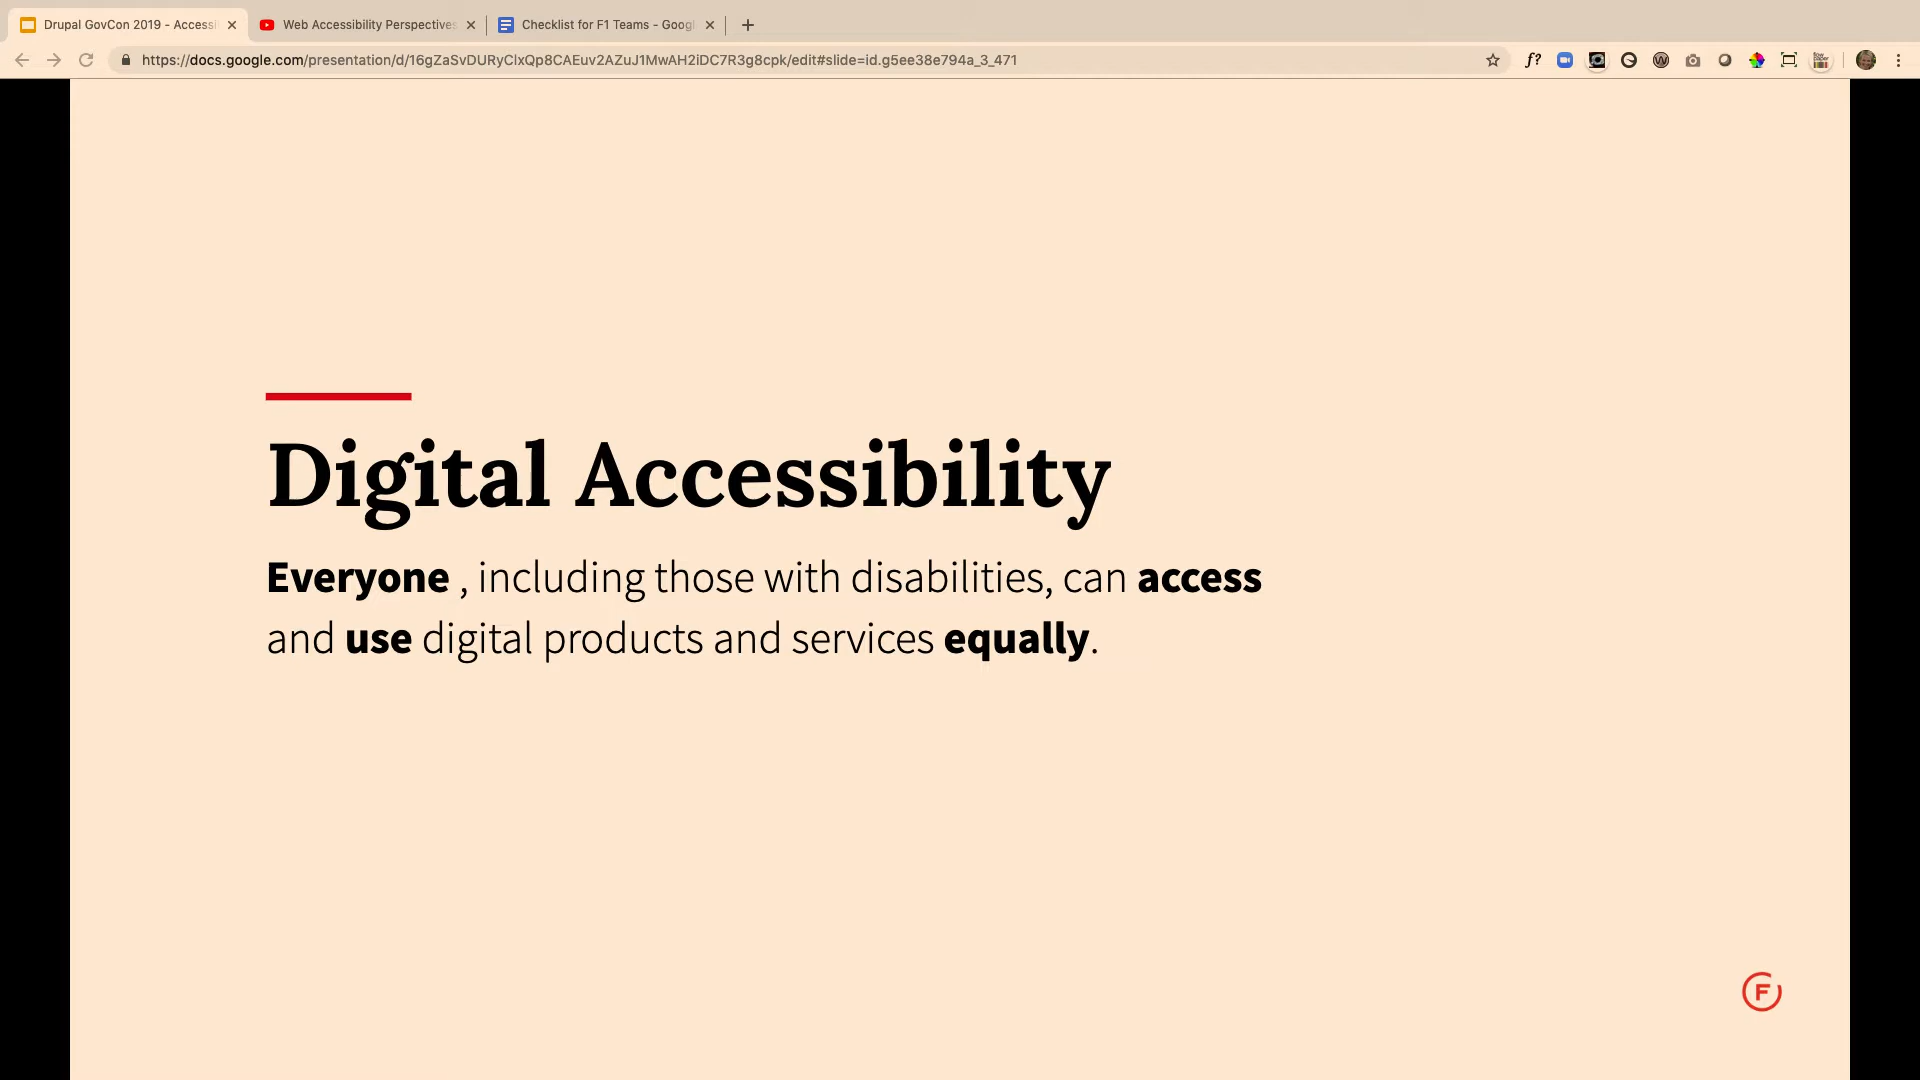 Drupal GovCon 2019 - Accessi
Web Accessibility Perspectives
Checklist for F1 Teams - Googl
https://docs.google.com/presentation/d/16gZaSvDURyClxQp8CAEuv2AZuJ1MwAH2iDC7R3g8cpk/edit#slide=id.g5ee38e794a_3_471
f?
Digital Accessibility
Everyone , including those with disabilities, can access
and use digital products and services equally.
F